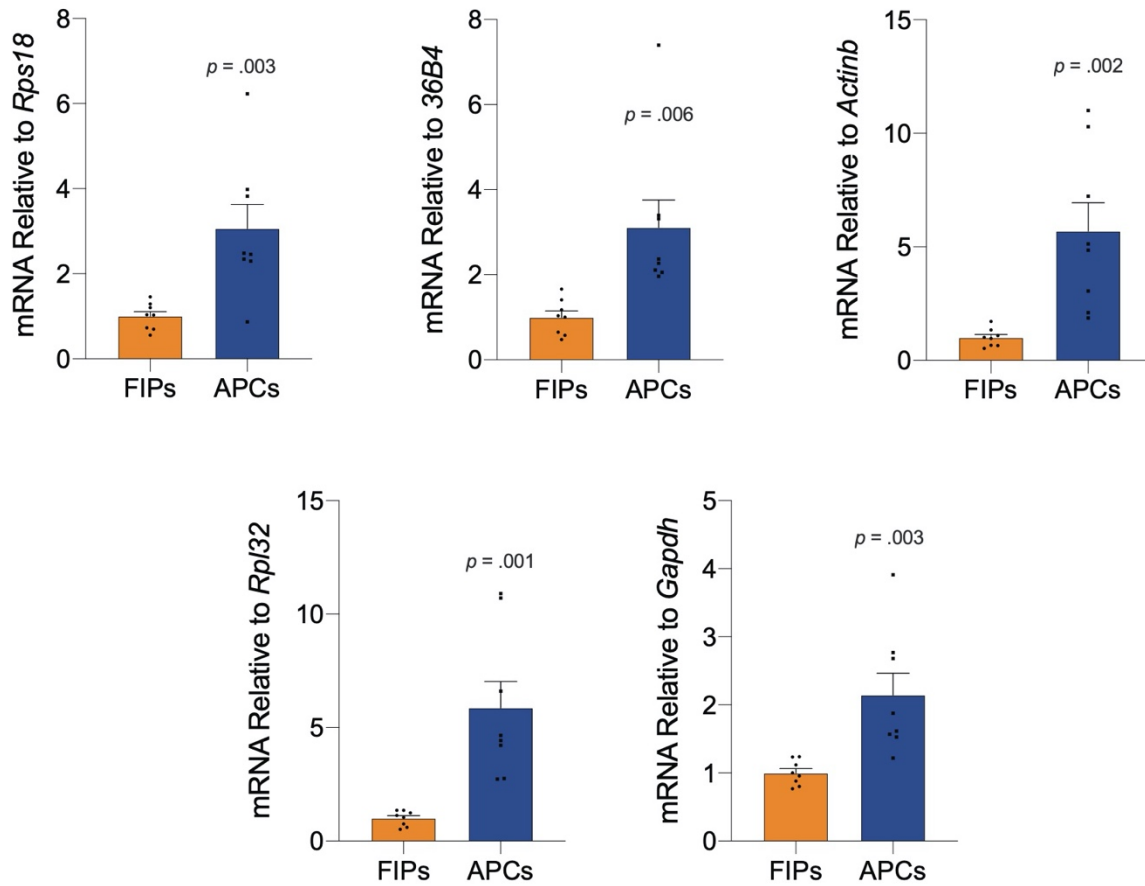 mRNA Relative to Rps18
8
6
4
2
0
p = .003
FIPs APCs
mRNA Relative to 36B4
8
6
4
2
0
p = .006
FIPs APCs
mRNA Relative to Actinb
15
10
5
0
p = .002
FIPs APCs
mRNA Relative to Rpl32
15
10
5
0
p = .001
FIPs APCs
mRNA Relative to Gapdh
5
4
3
2
1
0
p = .003
FIPs APCs